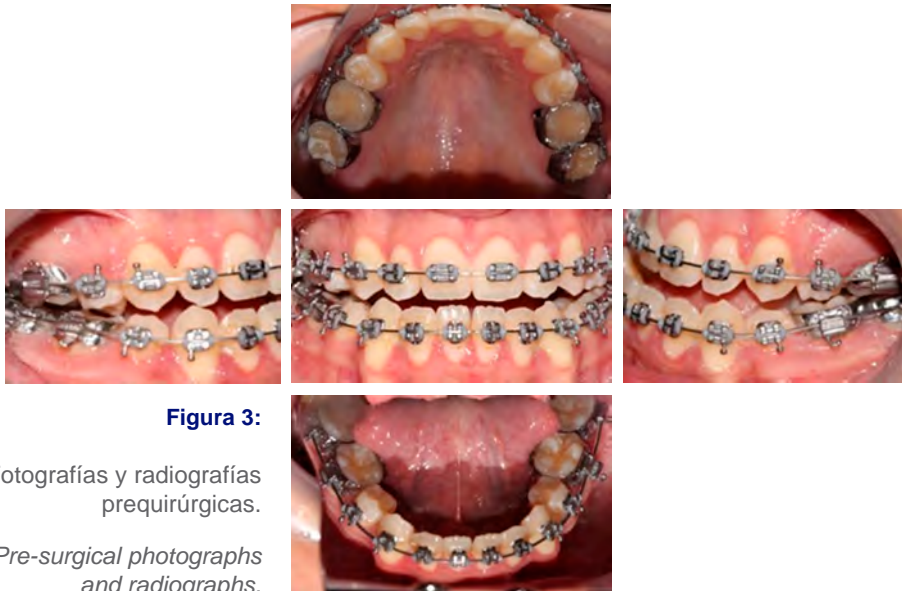 Figura 3:
otografías y radiografías
prequirúrgicas.
Pre-surgical photographs
and radiographs.